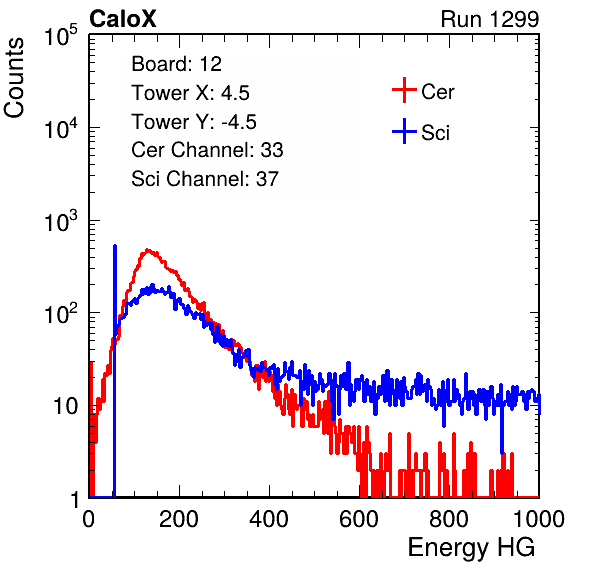 CaloX Run 1299
Counts
10^5
10^4
10^3
10^2
10
1
Board: 12
Tower X: 4.5
Tower Y: -4.5
Cer Channel: 33
Sci Channel: 37
Cer
Sci
0 200 400 600 800 1000
Energy HG